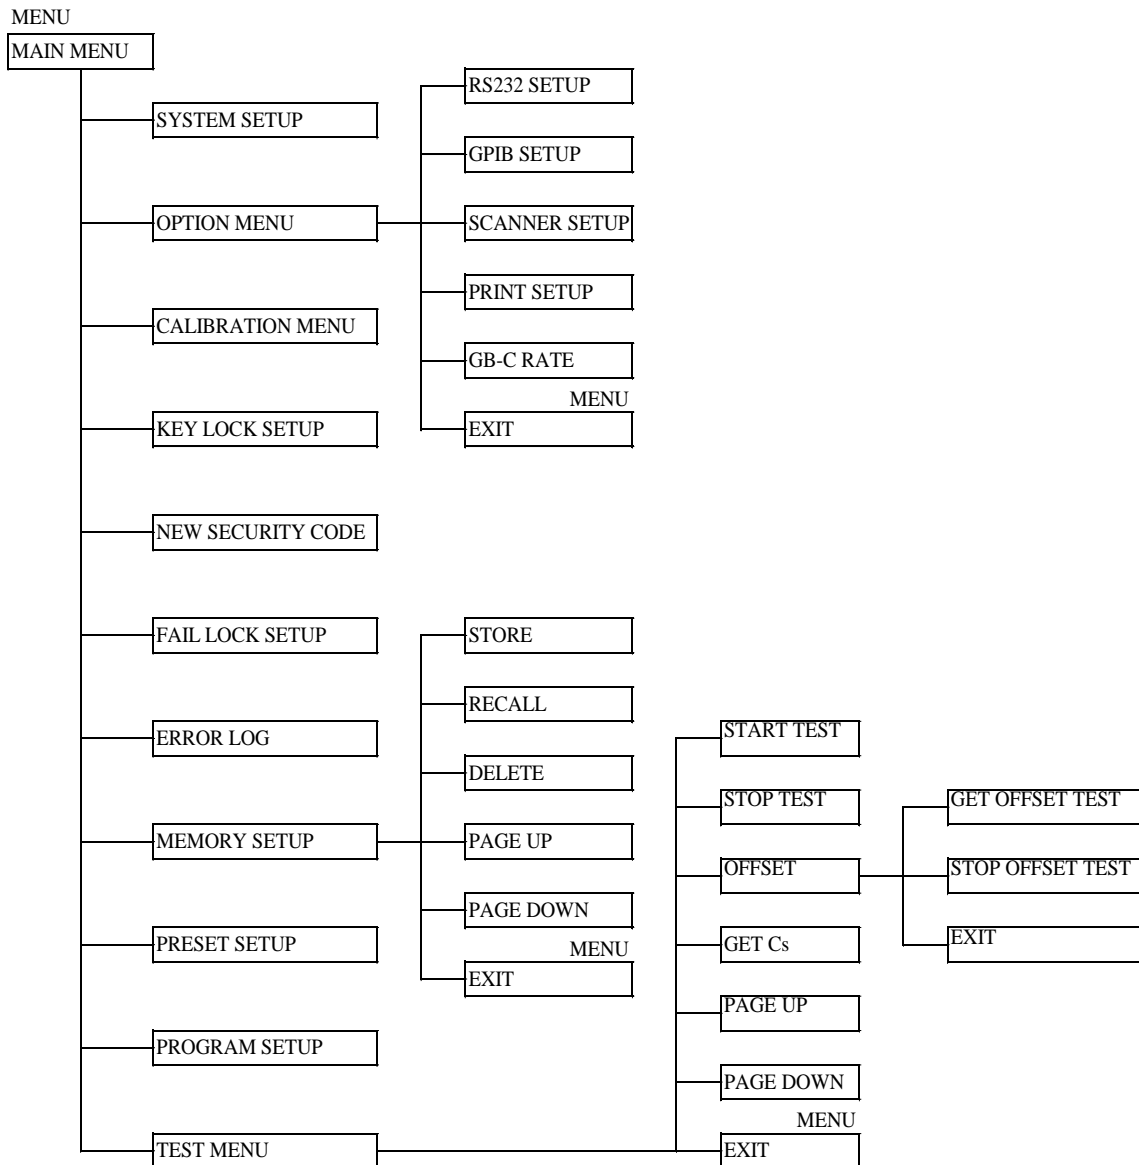 MENU
MAIN MENU
SYSTEM SETUP
OPTION MENU
CALIBRATION MENU
KEY LOCK SETUP
NEW SECURITY CODE
FAIL LOCK SETUP
ERROR LOG
MEMORY SETUP
PRESET SETUP
PROGRAM SETUP
TEST MENU
RS232 SETUP
GPIB SETUP
SCANNER SETUP
PRINT SETUP
GB-C RATE
MENU
EXIT
STORE
RECALL
DELETE
PAGE UP
PAGE DOWN
MENU
EXIT
START TEST
STOP TEST
OFFSET
GET Cs
PAGE UP
PAGE DOWN
MENU
EXIT
GET OFFSET TEST
STOP OFFSET TEST
EXIT